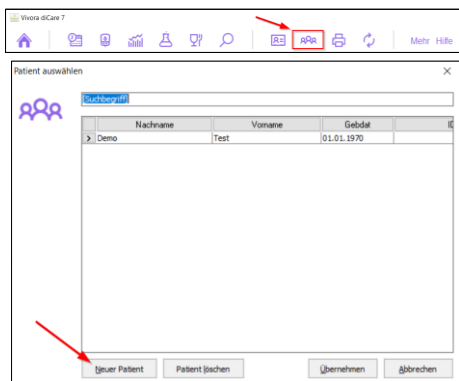 Vivora diCare 7
Mehr Hilfe
Patient auswählen
[Suchbegriff]
Nachname Vorname Gebdat ID
Demo Test 01.01.1970
Neuer Patient Patient löschen Übernehmen Abbrechen